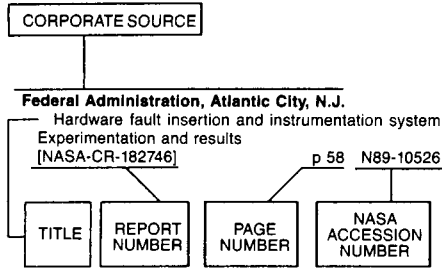 CORPORATE SOURCE
Federal Administration, Atlantic City, N.J.
Hardware fault insertion and instrumentation system
Experimentation and results
[NASA-CR-182746] p 58 N89-10526
TITLE
REPORT
NUMBER
PAGE
NUMBER
NASA
ACCESSION
NUMBER